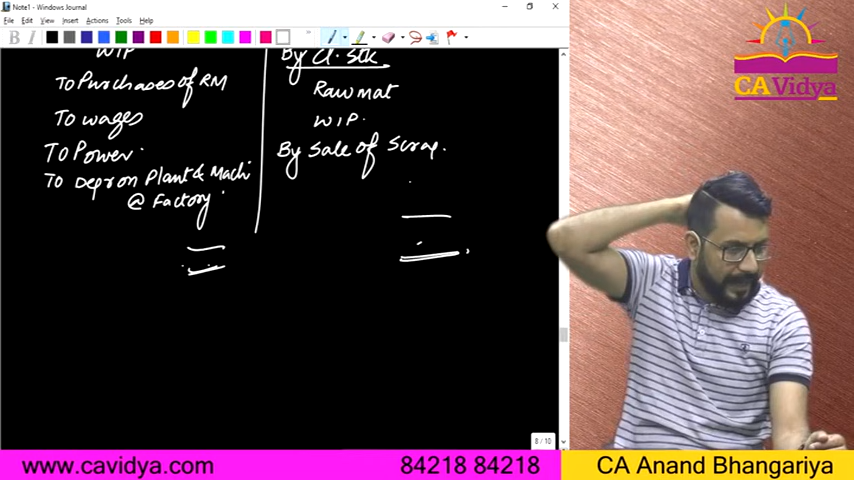 Note1 - Windows Journal
File Edit View Insert Actions Tools Help
B I
WIP
To Purchases of RM
To wages
To Power
To Depr on Plant & Mach
@ Factory
By Cl. Stk
Raw mat
WIP.
By Sale of Scrap.
8 / 10
CA Vidya
www.cavidya.com 84218 84218 CA Anand Bhangariya